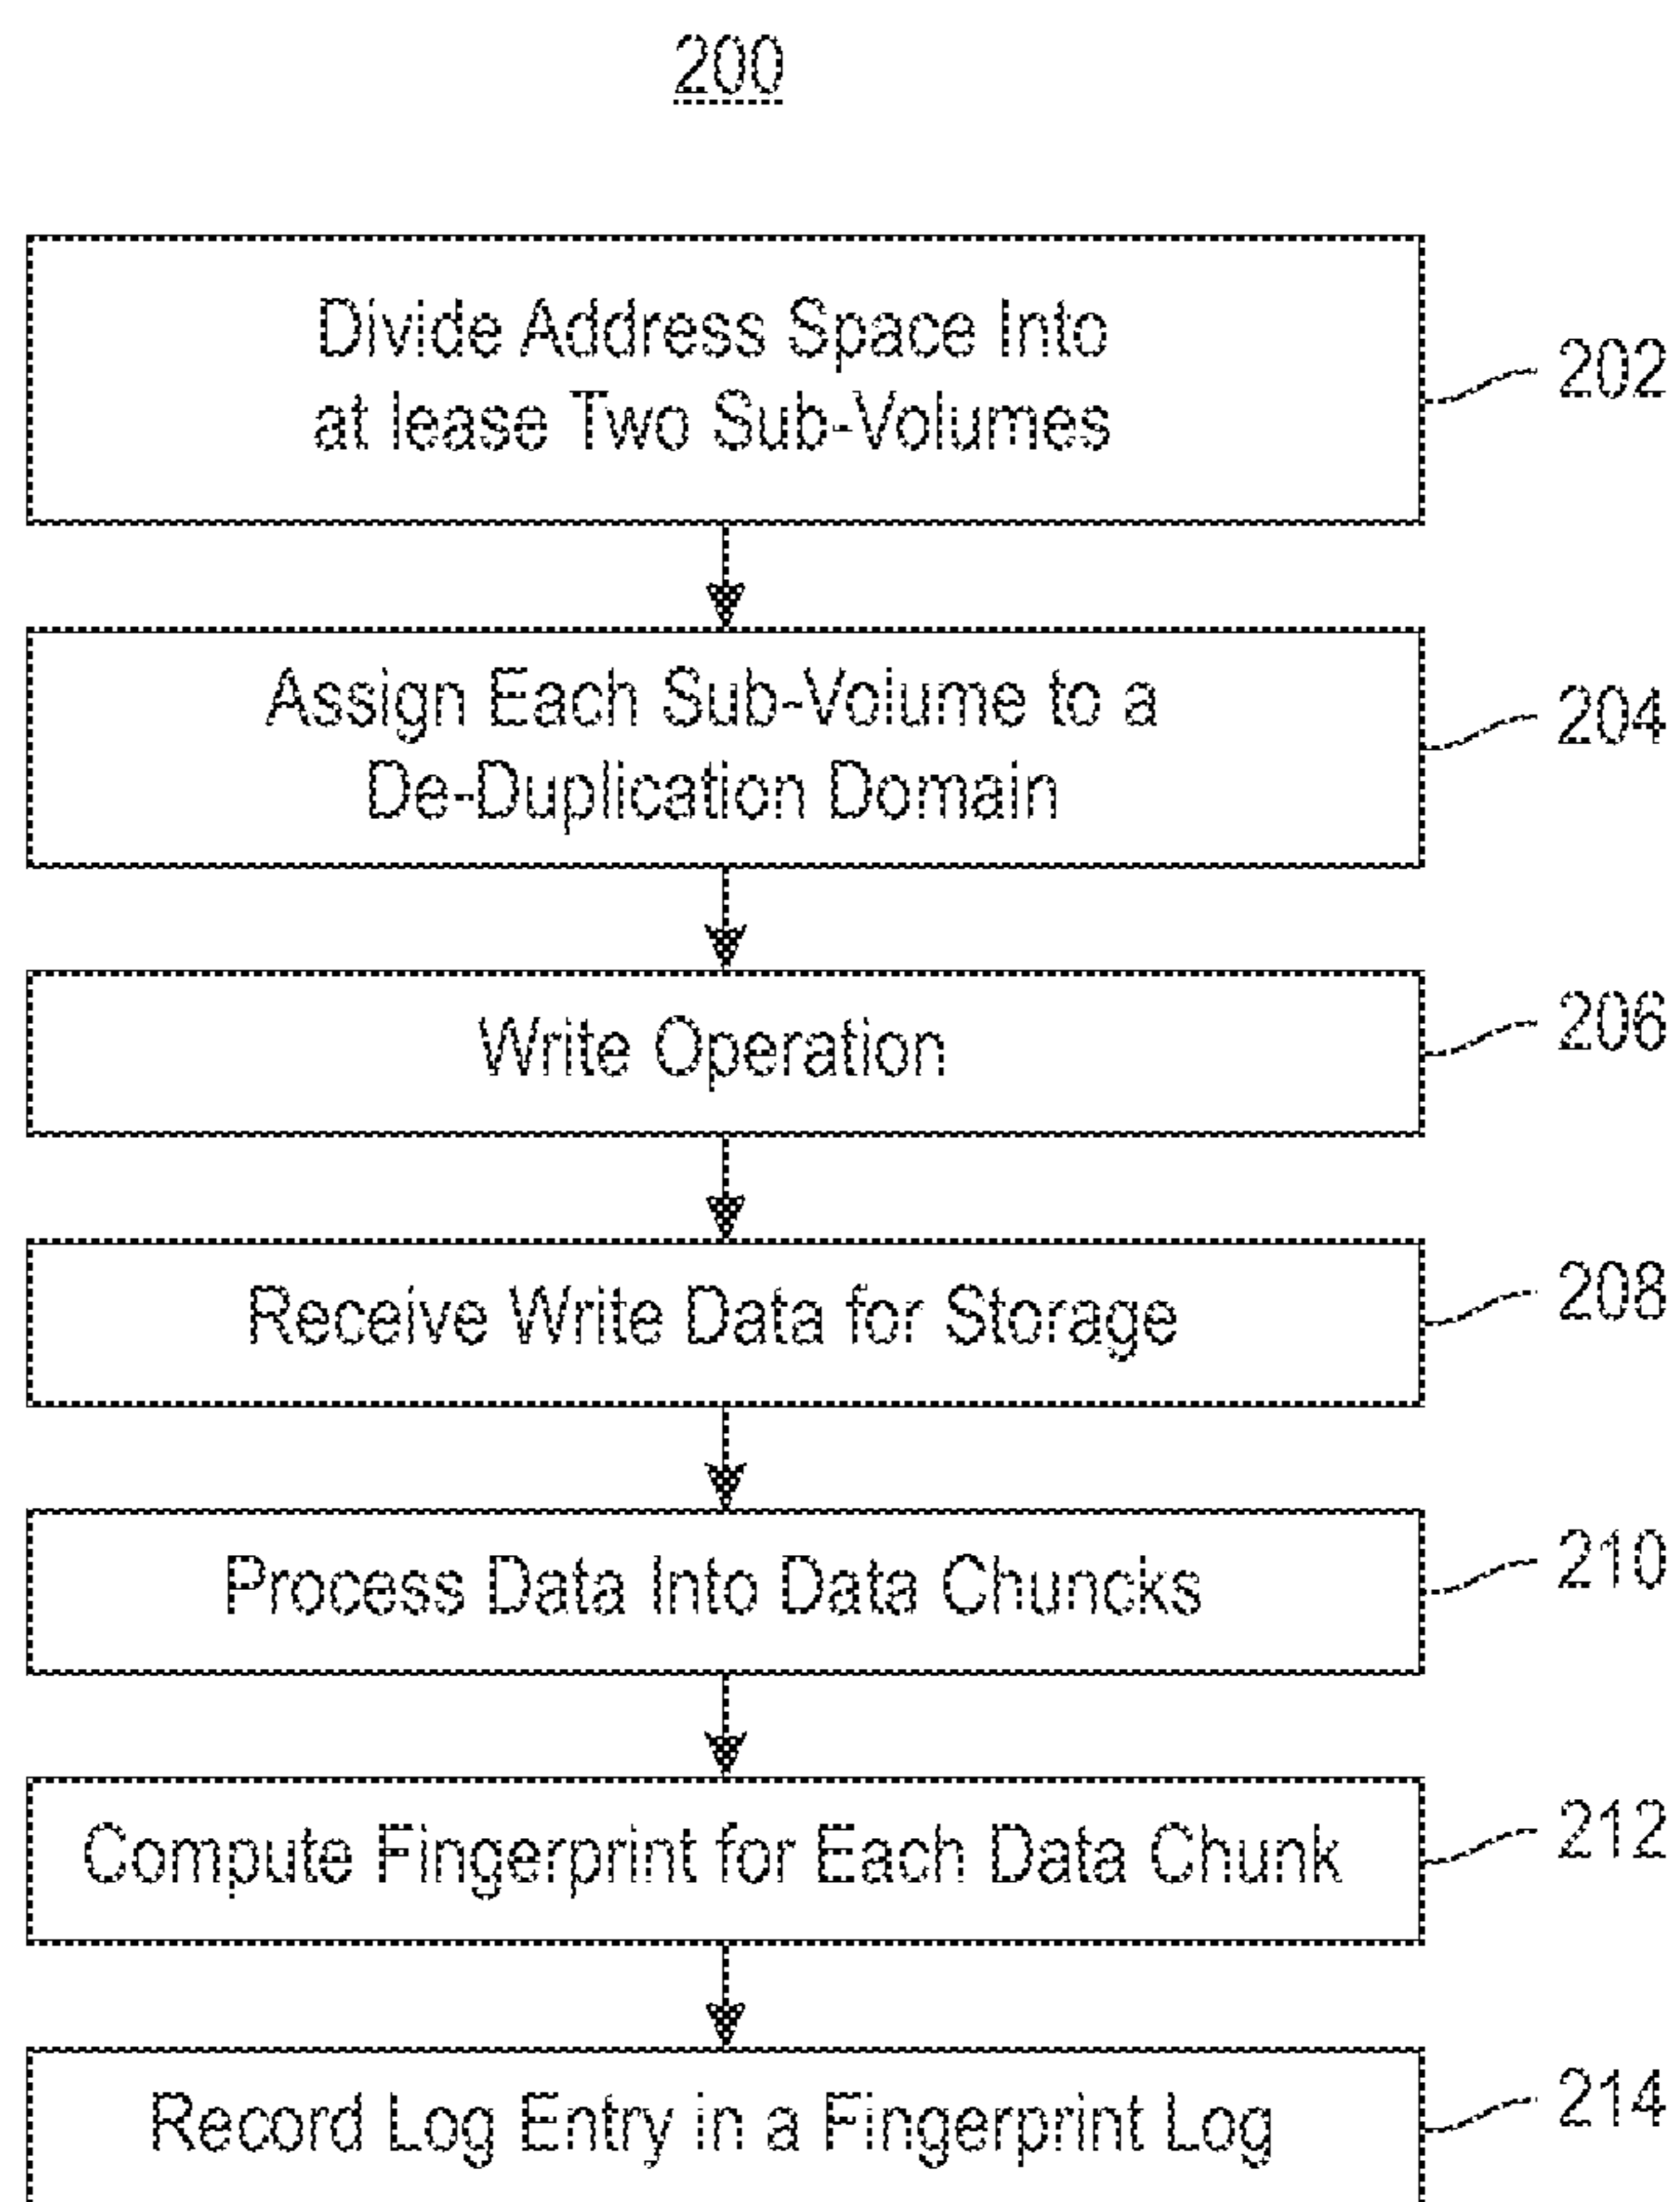 200
Divide Address Space Into
at lease Two Sub-Volumes
202
Assign Each Sub-Volume to a
De-Duplication Domain
204
Write Operation
206
Receive Write Data for Storage
208
Process Data Into Data Chuncks
210
Compute Fingerprint for Each Data Chunk
212
Record Log Entry in a Fingerprint Log
214